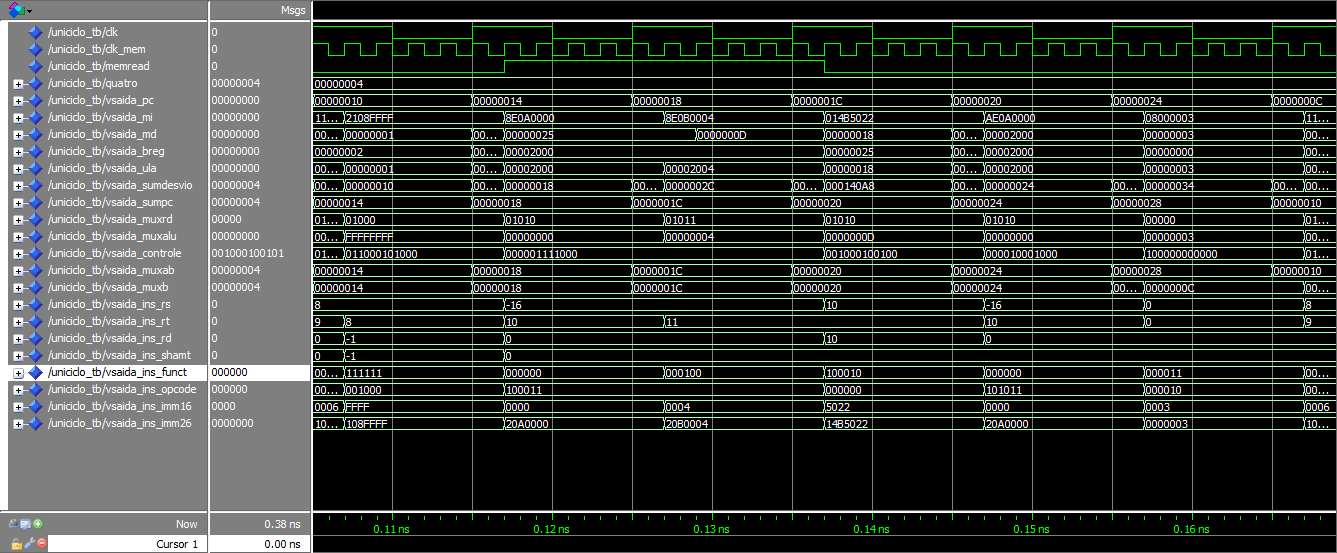 Msgs
/uniciclo_tb/clk 0
/uniciclo_tb/clk_mem 0
/uniciclo_tb/memread 0
/uniciclo_tb/quatro 00000004 00000004
/uniciclo_tb/vsaida_pc 00000000 00000010 00000014 00000018 0000001C 00000020 00000024 0000000C
/uniciclo_tb/vsaida_mi 00000000 11... 2108FFFF 8E0A0000 8E0B0004 014B5022 AE0A0000 08000003 11...
/uniciclo_tb/vsaida_md 00000000 00... 00000001 00... 00000025 0000000D 00000018 00... 00002000 00000003 00...
/uniciclo_tb/vsaida_breg 00000000 00000002 00... 00002000 00000025 00... 00002000 00000000 00...
/uniciclo_tb/vsaida_ula 00000000 00... 00000001 00... 00002000 00002004 00000018 00... 00002000 00000003 00...
/uniciclo_tb/vsaida_sumdesvio 00000004 00... 00000010 00... 00000018 00... 0000002C 00... 000140A8 00... 00000024 00... 00000034 00... 00...
/uniciclo_tb/vsaida_sumpc 00000004 00000014 00000018 0000001C 00000020 00000024 00000028 00000010
/uniciclo_tb/vsaida_muxrd 00000 01... 01000 01010 01011 01010 01010 00000 01...
/uniciclo_tb/vsaida_muxalu 00000000 00... FFFFFFFF 00000000 00000004 0000000D 00000000 00000003 00...
/uniciclo_tb/vsaida_controle 001000100101 01... 011000101000 000001111000 001000100100 000010001000 100000000000 01...
/uniciclo_tb/vsaida_muxab 00000004 00000014 00000018 0000001C 00000020 00000024 00000028 00000010
/uniciclo_tb/vsaida_muxb 00000004 00000014 00000018 0000001C 00000020 00000024 00... 0000000C 00...
/uniciclo_tb/vsaida_ins_rs 0 8 -16 10 -16 0 8
/uniciclo_tb/vsaida_ins_rt 0 9 8 10 11 10 0 9
/uniciclo_tb/vsaida_ins_rd 0 0 -1 0 10 0
/uniciclo_tb/vsaida_ins_shamt 0 0 -1 0
/uniciclo_tb/vsaida_ins_funct 000000 00... 111111 000000 000100 100010 000000 000011 00...
/uniciclo_tb/vsaida_ins_opcode 000000 00... 001000 100011 000000 101011 000010 00...
/uniciclo_tb/vsaida_ins_imm16 0000 0006 FFFF 0000 0004 5022 0000 0003 0006
/uniciclo_tb/vsaida_ins_imm26 0000000 10... 108FFFF 20A0000 20B0004 14B5022 20A0000 0000003 10...
Now 0.38 ns 0.11 ns 0.12 ns 0.13 ns 0.14 ns 0.15 ns 0.16 ns
Cursor 1 0.00 ns